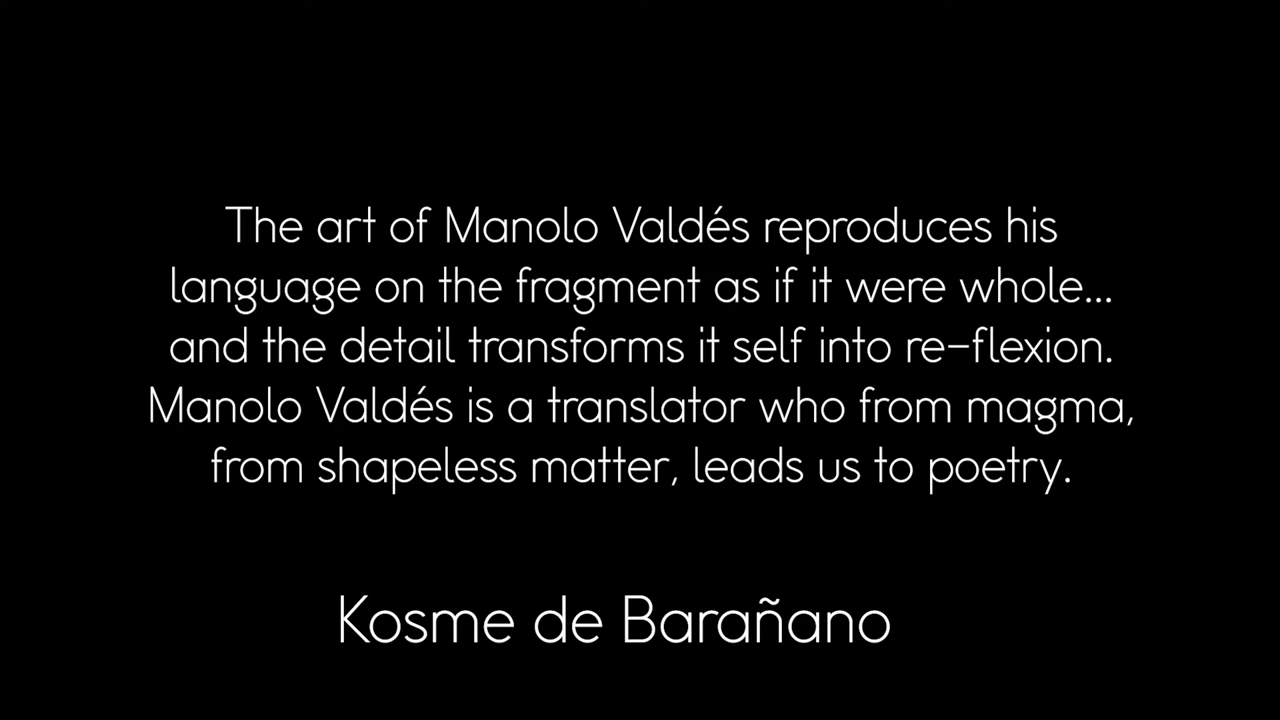 The art of Manolo Valdés reproduces his
language on the fragment as if it were whole...
and the detail transforms it self into re-flexion.
Manolo Valdés is a translator who from magma,
from shapeless matter, leads us to poetry.
Kosme de Barañano